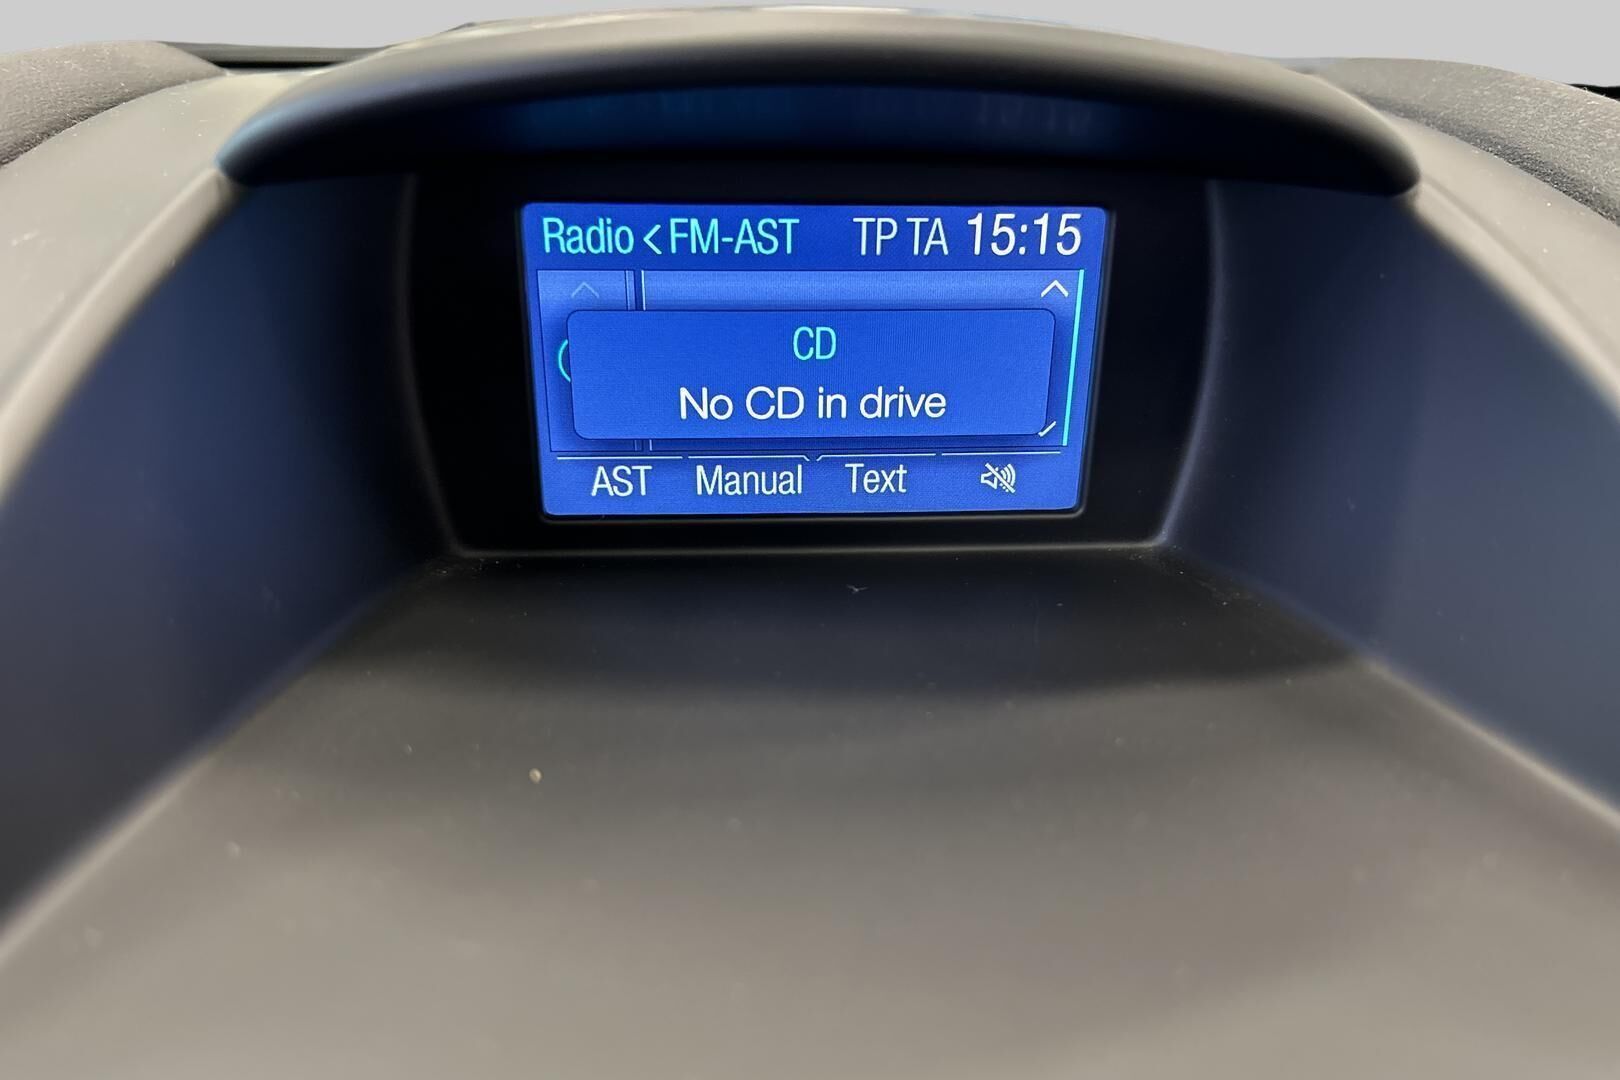 Radio < FM-AST TP TA 15:15
CD
No CD in drive
AST Manual Text